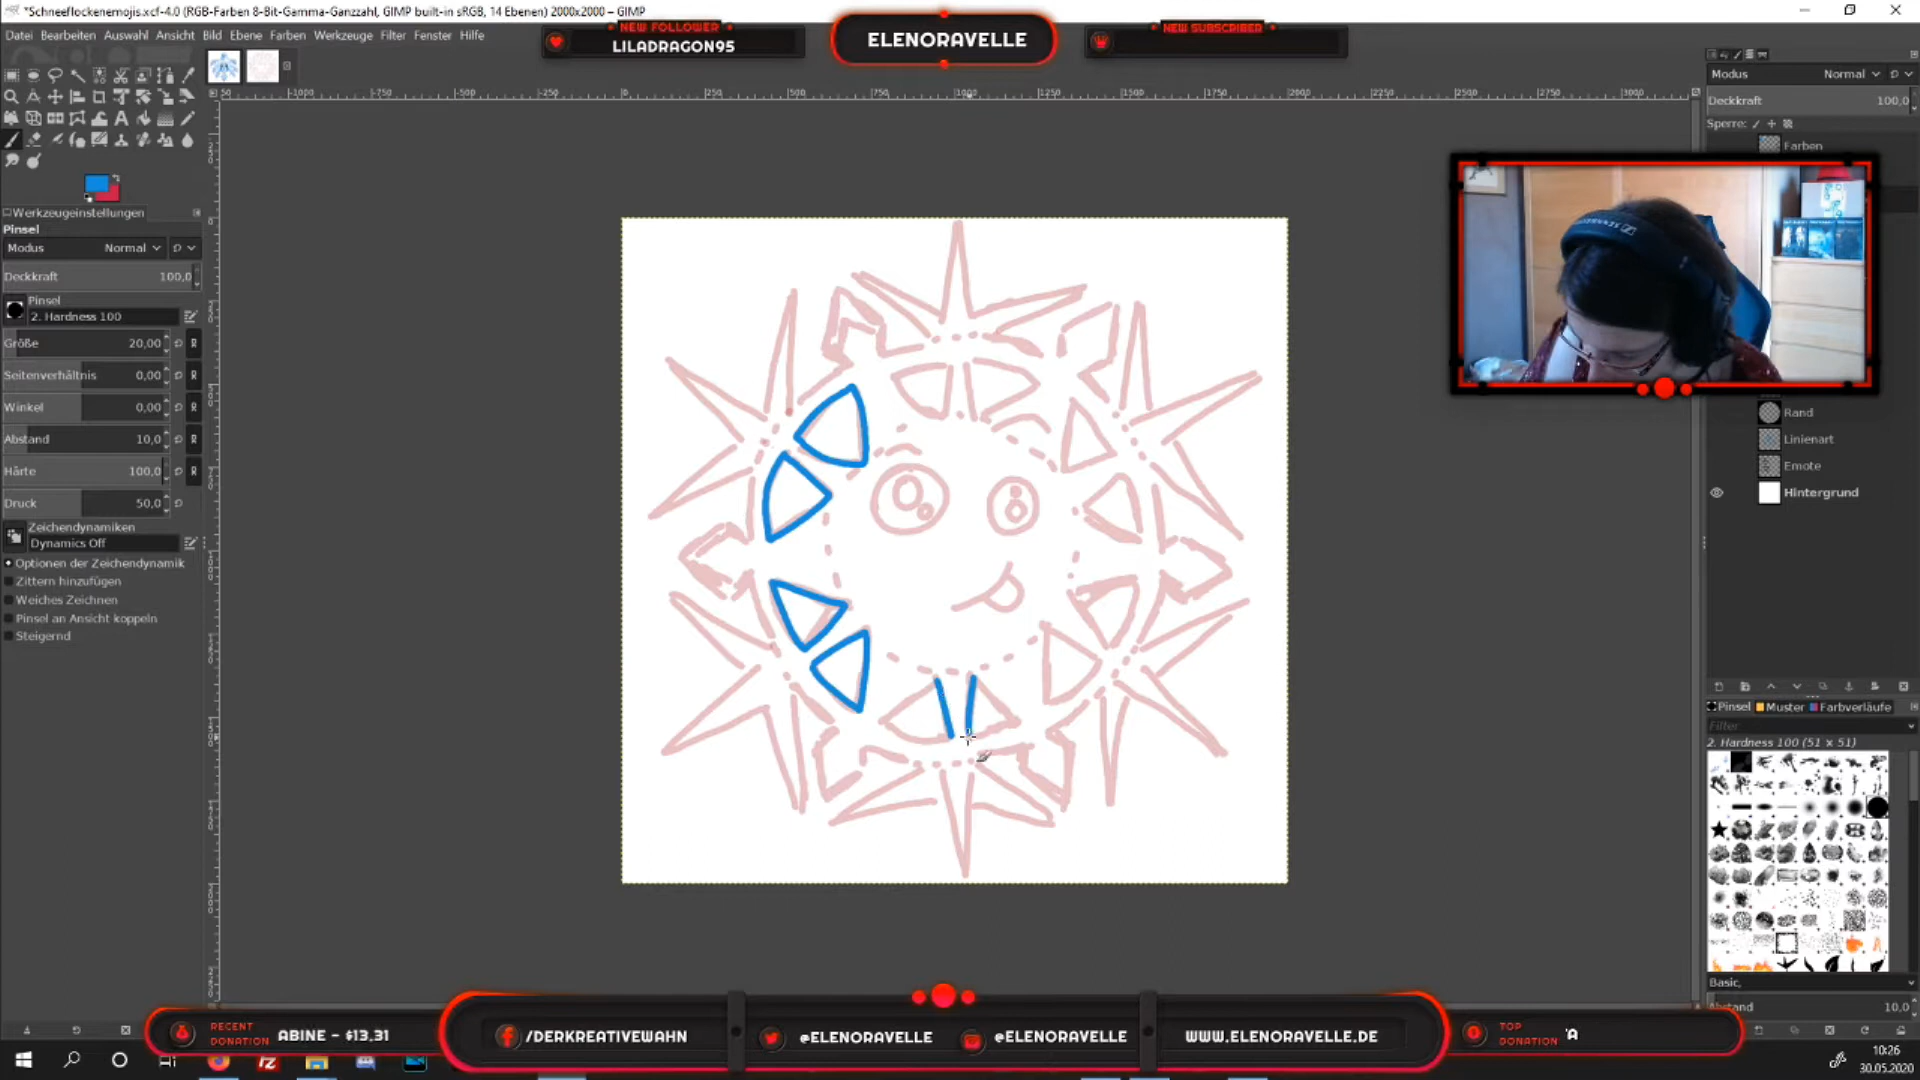 *Schneeflockenemojis.xcf-4.0 (RGB-Farben 8-Bit-Gamma-Ganzzahl, GIMP built-in sRGB, 14 Ebenen) 2000x2000 – GIMP
Datei Bearbeiten Auswahl Ansicht Bild Ebene Farben Werkzeuge Filter Fenster Hilfe
NEW FOLLOWER
LILADRAGON95
ELENORAVELLE
NEW SUBSCRIBER
Werkzeugeinstellungen
Pinsel
Modus Normal
Deckkraft 100,0
Pinsel
2. Hardness 100
Größe 20,00
Seitenverhältnis 0,00
Winkel 0,00
Abstand 10,0
Härte 100,0
Druck 50,0
Zeichendynamiken
Dynamics Off
Optionen der Zeichendynamik
Zittern hinzufügen
Weiches Zeichnen
Pinsel an Ansicht koppeln
Steigernd
Modus Normal
Deckkraft 100,0
Sperre:
Farben
Rand
Linienart
Emote
Hintergrund
Pinsel Muster Farbverläufe
Filter
2. Hardness 100 (51 × 51)
Basic,
Abstand 10,0
RECENT DONATION
ABINE – $13,31
/DERKREATIVEWAHN
@ELENORAVELLE
@ELENORAVELLE
WWW.ELENORAVELLE.DE
TOP DONATION
10:26
30.05.2020